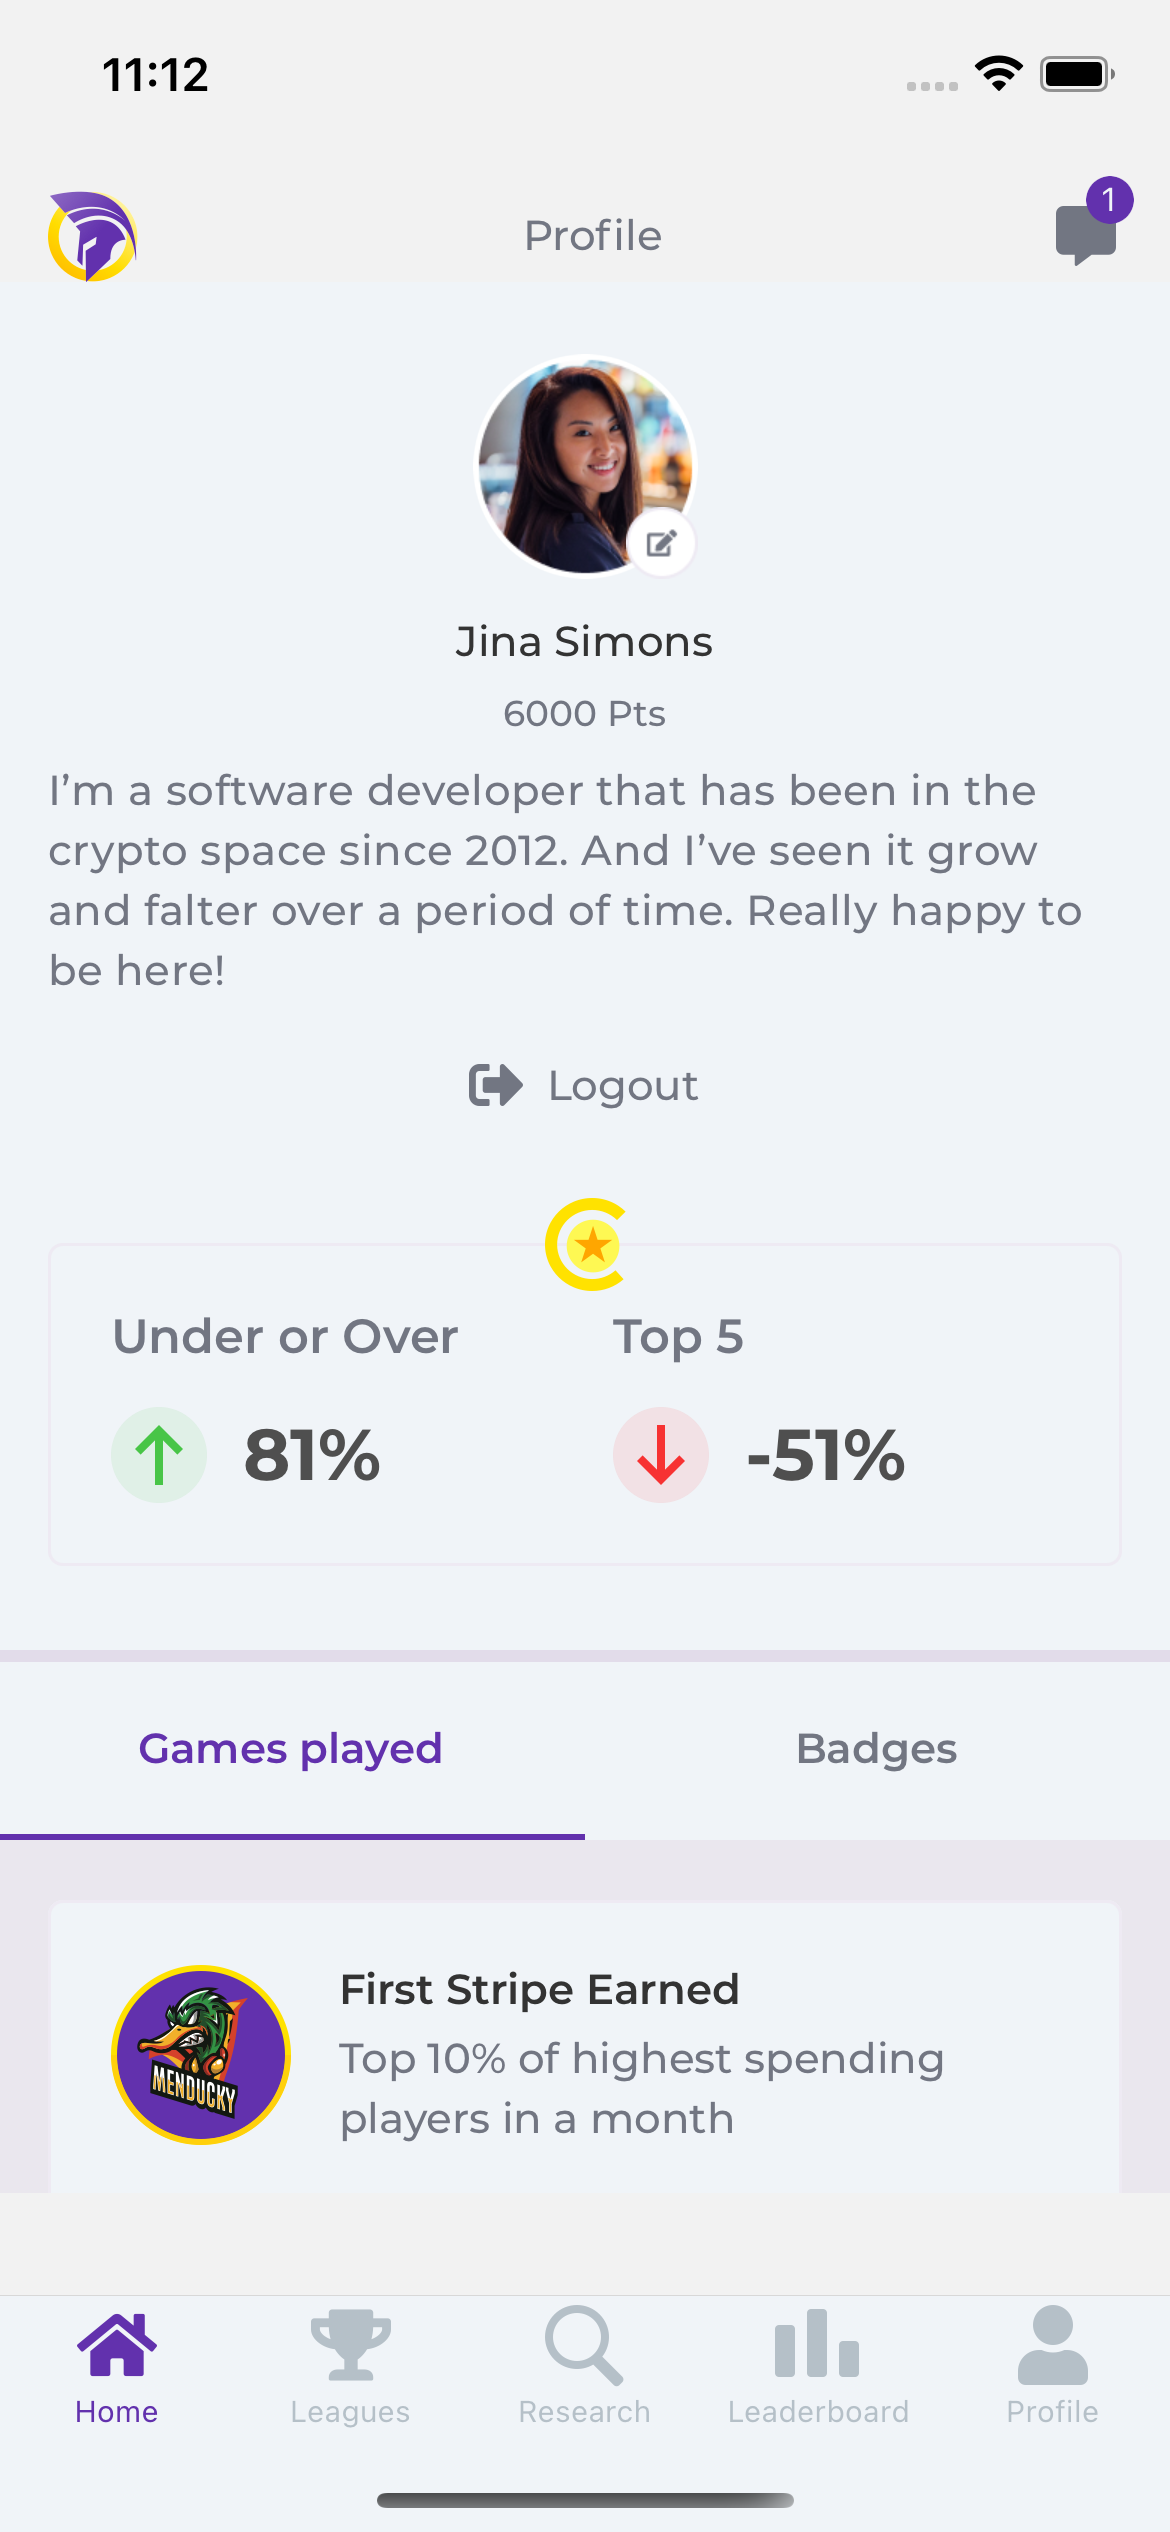 11:12
Profile
1
Jina Simons
6000 Pts
I’m a software developer that has been in the
crypto space since 2012. And I’ve seen it grow
and falter over a period of time. Really happy to
be here!
Logout
Under or Over
81%
Top 5
-51%
Games played
Badges
First Stripe Earned
Top 10% of highest spending
players in a month
MENDUCKY
Home
Leagues
Research
Leaderboard
Profile